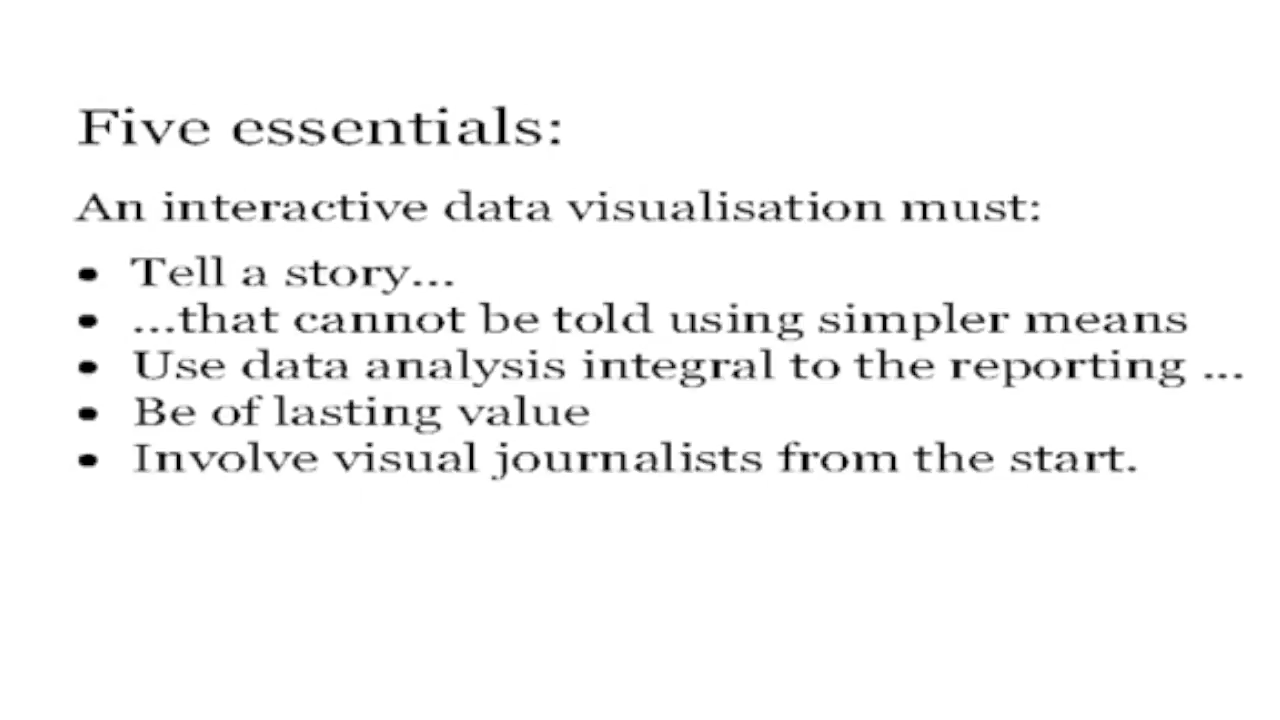 Five essentials:
An interactive data visualisation must:
• Tell a story...
• ...that cannot be told using simpler means
• Use data analysis integral to the reporting ...
• Be of lasting value
• Involve visual journalists from the start.